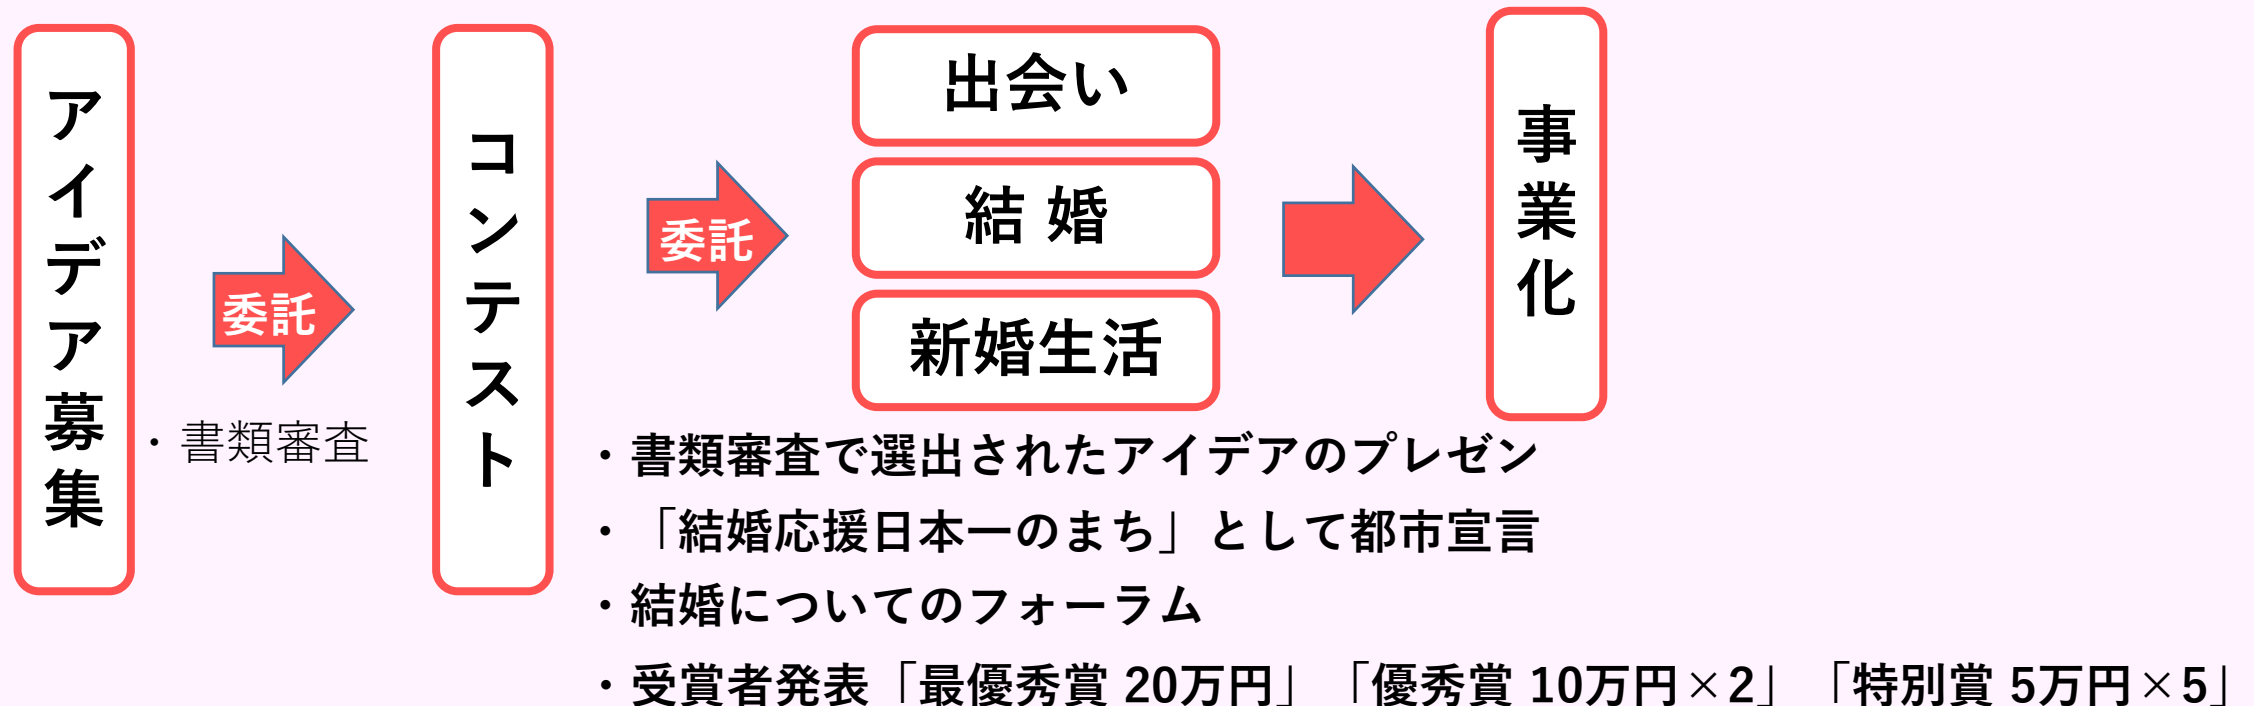 アイデア募集
委託
・書類審査
コンテスト
委託
出会い
結 婚
新婚生活
事業化
・書類審査で選出されたアイデアのプレゼン
・「結婚応援日本一のまち」として都市宣言
・結婚についてのフォーラム
・受賞者発表「最優秀賞 20万円」「優秀賞 10万円×2」「特別賞 5万円×5」